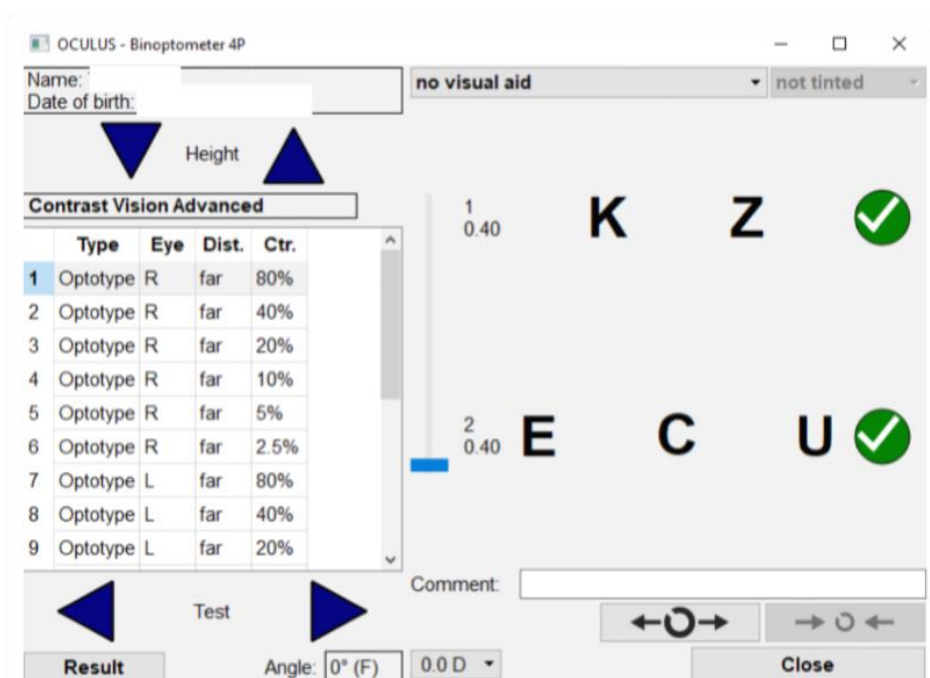 OCULUS - Binoptometer 4P
Name:
Date of birth:
no visual aid
not tinted
Height
Contrast Vision Advanced
Type Eye Dist. Ctr.
1 Optotype R far 80%
2 Optotype R far 40%
3 Optotype R far 20%
4 Optotype R far 10%
5 Optotype R far 5%
6 Optotype R far 2.5%
7 Optotype L far 80%
8 Optotype L far 40%
9 Optotype L far 20%
1
0.40
K Z
2
0.40
E C U
Comment:
Test
Result
Angle: 0° (F)
0.0 D
Close